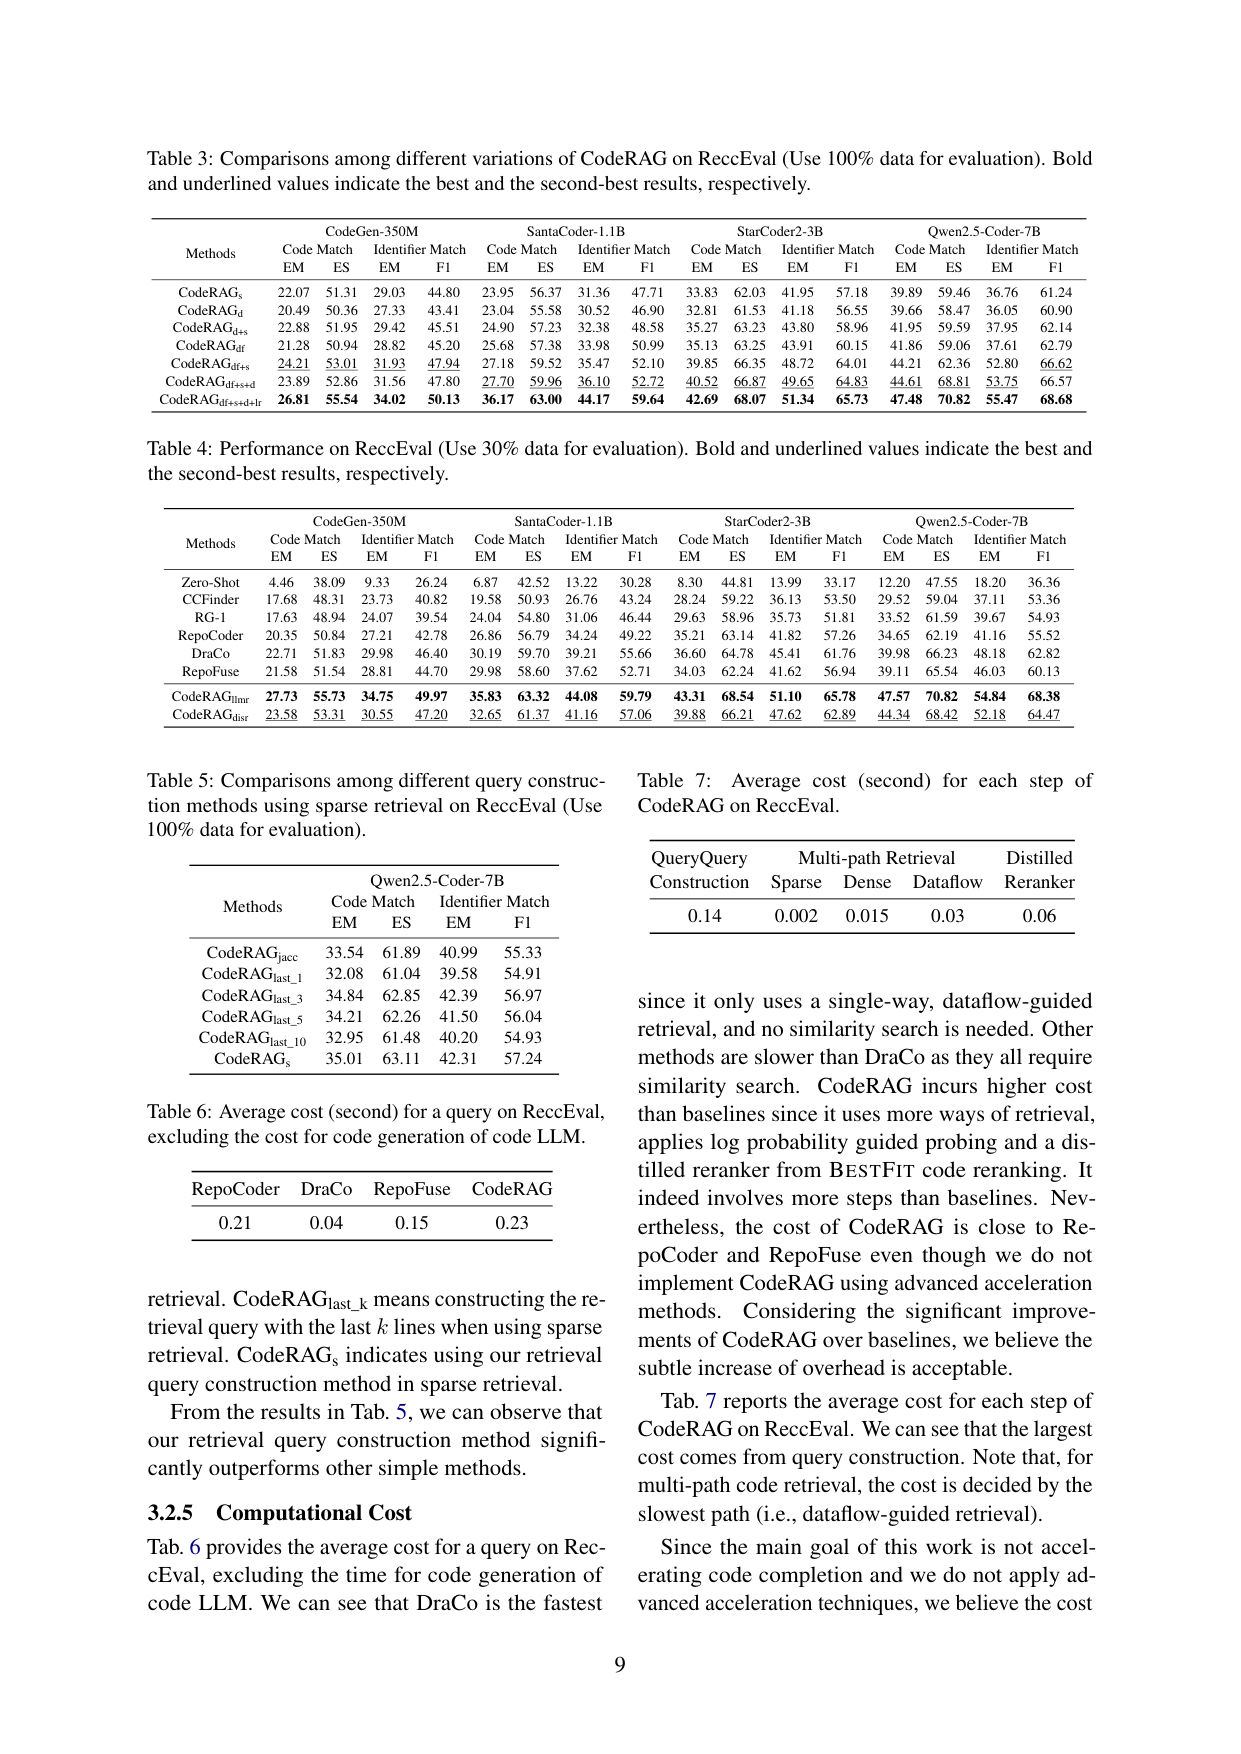 Table 3: Comparisons among different variations of CodeRAG on ReccEval (Use 100% data for evaluation). Bold
and underlined values indicate the best and the second-best results, respectively.
CodeGen-350M SantaCoder-1.1B StarCoder2-3B Qwen2.5-Coder-7B
Methods Code Match Identifier Match Code Match Identifier Match Code Match Identifier Match Code Match Identifier Match
EM ES EM F1 EM ES EM F1 EM ES EM F1 EM ES EM F1
CodeRAGs 22.07 51.31 29.03 44.80 23.95 56.37 31.36 47.71 33.83 62.03 41.95 57.18 39.89 59.46 36.76 61.24
CodeRAGd 20.49 50.36 27.33 43.41 23.04 55.58 30.52 46.90 32.81 61.53 41.18 56.55 39.66 58.47 36.05 60.90
CodeRAGd+s 22.88 51.95 29.42 45.51 24.90 57.23 32.38 48.58 35.27 63.23 43.80 58.96 41.95 59.59 37.95 62.14
CodeRAGdf 21.28 50.94 28.82 45.20 25.68 57.38 33.98 50.99 35.13 63.25 43.91 60.15 41.86 59.06 37.61 62.79
CodeRAGdf+s 24.21 53.01 31.93 47.94 27.18 59.52 35.47 52.10 39.85 66.35 48.72 64.01 44.21 62.36 52.80 66.62
CodeRAGdf+s+d 23.89 52.86 31.56 47.80 27.70 59.96 36.10 52.72 40.52 66.87 49.65 64.83 44.61 68.81 53.75 66.57
CodeRAGdf+s+d+lr 26.81 55.54 34.02 50.13 36.17 63.00 44.17 59.64 42.69 68.07 51.34 65.73 47.48 70.82 55.47 68.68
Table 4: Performance on ReccEval (Use 30% data for evaluation). Bold and underlined values indicate the best and
the second-best results, respectively.
CodeGen-350M SantaCoder-1.1B StarCoder2-3B Qwen2.5-Coder-7B
Methods Code Match Identifier Match Code Match Identifier Match Code Match Identifier Match Code Match Identifier Match
EM ES EM F1 EM ES EM F1 EM ES EM F1 EM ES EM F1
Zero-Shot 4.46 38.09 9.33 26.24 6.87 42.52 13.22 30.28 8.30 44.81 13.99 33.17 12.20 47.55 18.20 36.36
CCFinder 17.68 48.31 23.73 40.82 19.58 50.93 26.76 43.24 28.24 59.22 36.13 53.50 29.52 59.04 37.11 53.36
RG-1 17.63 48.94 24.07 39.54 24.04 54.80 31.06 46.44 29.63 58.96 35.73 51.81 33.52 61.59 39.67 54.93
RepoCoder 20.35 50.84 27.21 42.78 26.86 56.79 34.24 49.22 35.21 63.14 41.82 57.26 34.65 62.19 41.16 55.52
DraCo 22.71 51.83 29.98 46.40 30.19 59.70 39.21 55.66 36.60 64.78 45.41 61.76 39.98 66.23 48.18 62.82
RepoFuse 21.58 51.54 28.81 44.70 29.98 58.60 37.62 52.71 34.03 62.24 41.62 56.94 39.11 65.54 46.03 60.13
CodeRAGllmr 27.73 55.73 34.75 49.97 35.83 63.32 44.08 59.79 43.31 68.54 51.10 65.78 47.57 70.82 54.84 68.38
CodeRAGdisr 23.58 53.31 30.55 47.20 32.65 61.37 41.16 57.06 39.88 66.21 47.62 62.89 44.34 68.42 52.18 64.47
Table 5: Comparisons among different query construc-
tion methods using sparse retrieval on ReccEval (Use
100% data for evaluation).
Qwen2.5-Coder-7B
Methods Code Match Identifier Match
EM ES EM F1
CodeRAGjacc 33.54 61.89 40.99 55.33
CodeRAGlast_1 32.08 61.04 39.58 54.91
CodeRAGlast_3 34.84 62.85 42.39 56.97
CodeRAGlast_5 34.21 62.26 41.50 56.04
CodeRAGlast_10 32.95 61.48 40.20 54.93
CodeRAGs 35.01 63.11 42.31 57.24
Table 6: Average cost (second) for a query on ReccEval,
excluding the cost for code generation of code LLM.
RepoCoder DraCo RepoFuse CodeRAG
0.21 0.04 0.15 0.23
retrieval. CodeRAGlast_k means constructing the re-
trieval query with the last k lines when using sparse
retrieval. CodeRAGs indicates using our retrieval
query construction method in sparse retrieval.
From the results in Tab. 5, we can observe that
our retrieval query construction method signifi-
cantly outperforms other simple methods.
3.2.5 Computational Cost
Tab. 6 provides the average cost for a query on Rec-
cEval, excluding the time for code generation of
code LLM. We can see that DraCo is the fastest
Table 7: Average cost (second) for each step of
CodeRAG on ReccEval.
QueryQuery Multi-path Retrieval Distilled
Construction Sparse Dense Dataflow Reranker
0.14 0.002 0.015 0.03 0.06
since it only uses a single-way, dataflow-guided
retrieval, and no similarity search is needed. Other
methods are slower than DraCo as they all require
similarity search. CodeRAG incurs higher cost
than baselines since it uses more ways of retrieval,
applies log probability guided probing and a dis-
tilled reranker from BESTFIT code reranking. It
indeed involves more steps than baselines. Nev-
ertheless, the cost of CodeRAG is close to Re-
poCoder and RepoFuse even though we do not
implement CodeRAG using advanced acceleration
methods. Considering the significant improve-
ments of CodeRAG over baselines, we believe the
subtle increase of overhead is acceptable.
Tab. 7 reports the average cost for each step of
CodeRAG on ReccEval. We can see that the largest
cost comes from query construction. Note that, for
multi-path code retrieval, the cost is decided by the
slowest path (i.e., dataflow-guided retrieval).
Since the main goal of this work is not accel-
erating code completion and we do not apply ad-
vanced acceleration techniques, we believe the cost
9